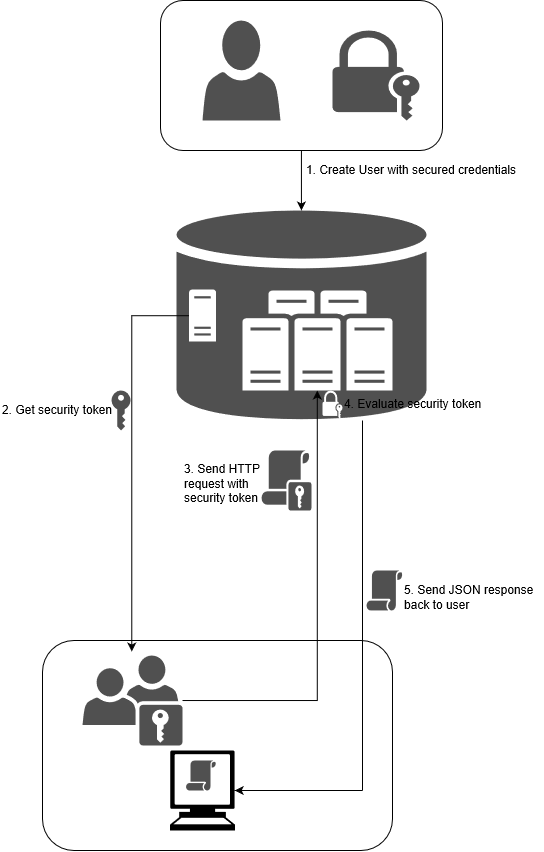 1. Create User with secured credentials
2. Get security token
4. Evaluate security token
3. Send HTTP
request with
security token
5. Send JSON response
back to user